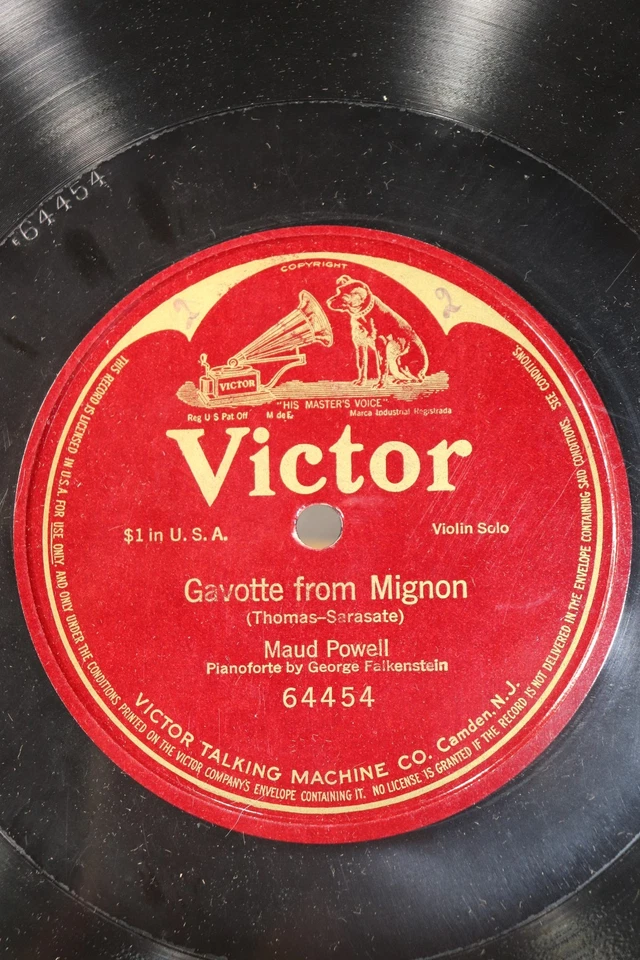 64454
COPYRIGHT
2 2
VICTOR
"HIS MASTER'S VOICE"
Reg U S Pat Off M de F Marca Industrial Registrada
Victor
$1 in U. S. A.
Violin Solo
Gavotte from Mignon
(Thomas–Sarasate)
Maud Powell
Pianoforte by George Falkenstein
64454
VICTOR TALKING MACHINE CO. Camden, N.J.
THIS RECORD IS LICENSED IN U.S.A. FOR USE ONLY, AND ONLY UNDER THE CONDITIONS PRINTED ON THE VICTOR COMPANY'S ENVELOPE CONTAINING IT. NO LICENSE IS GRANTED IF THE RECORD IS NOT DELIVERED IN THE ENVELOPE CONTAINING SAID CONDITIONS. SEE CONDITIONS.